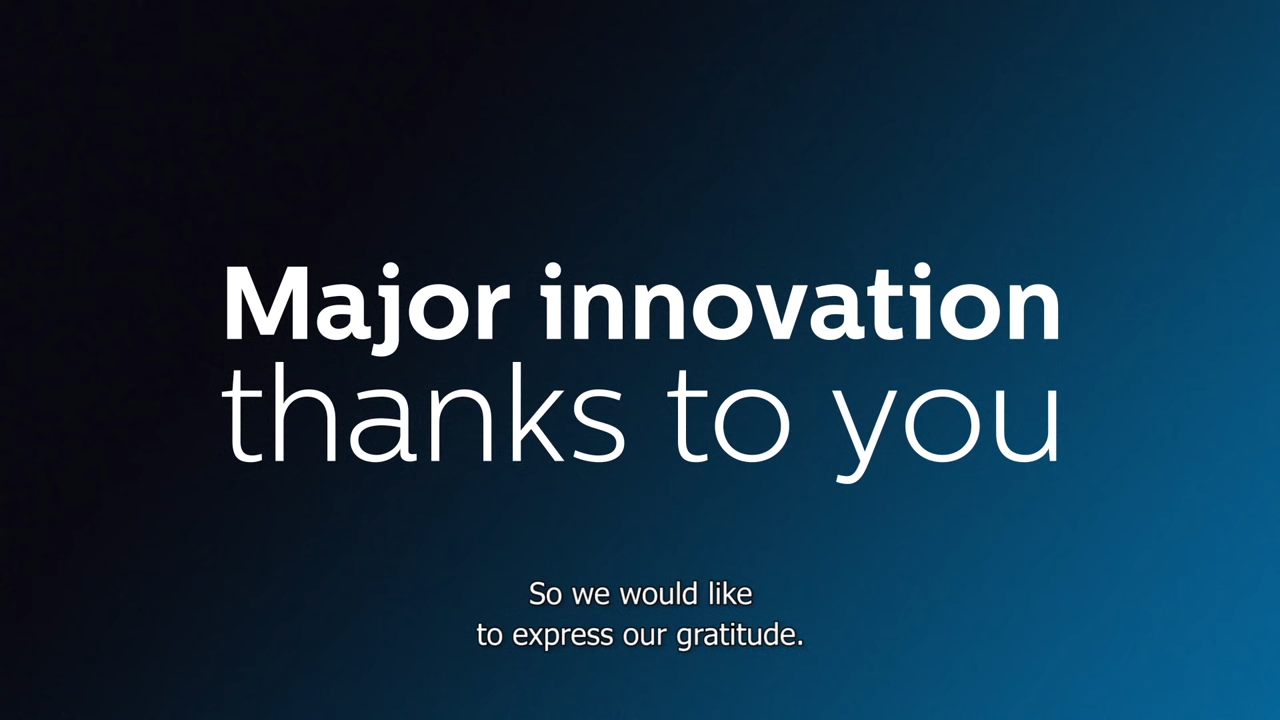 Major innovation
thanks to you
So we would like
to express our gratitude.